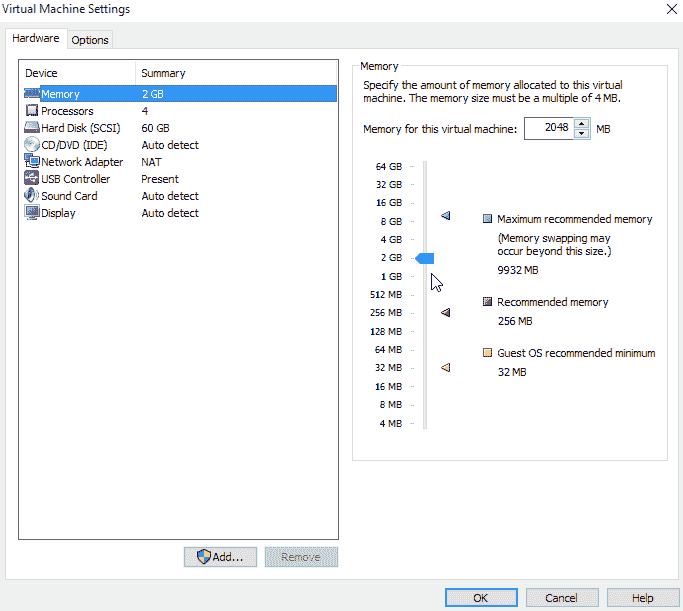 Virtual Machine Settings
Hardware
Options
Device Summary
Memory 2 GB
Processors 4
Hard Disk (SCSI) 60 GB
CD/DVD (IDE) Auto detect
Network Adapter NAT
USB Controller Present
Sound Card Auto detect
Display Auto detect
Add...
Remove
Memory
Specify the amount of memory allocated to this virtual
machine. The memory size must be a multiple of 4 MB.
Memory for this virtual machine: 2048 MB
64 GB
32 GB
16 GB
8 GB
4 GB
2 GB
1 GB
512 MB
256 MB
128 MB
64 MB
32 MB
16 MB
8 MB
4 MB
Maximum recommended memory
(Memory swapping may
occur beyond this size.)
9932 MB
Recommended memory
256 MB
Guest OS recommended minimum
32 MB
OK
Cancel
Help